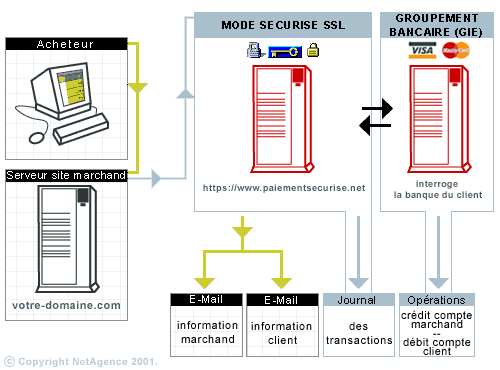 MODE SECURISE SSL
GROUPEMENT
BANCAIRE (GIE)
VISA
MasterCard
Acheteur
Serveur site marchand
votre-domaine.com
https://www.paiementsecurise.net
interroge
la banque du client
E-Mail
information
marchand
E-Mail
information
client
Journal
des
transactions
Opérations
crédit compte
marchand
--
débit compte
client
© Copyright NetAgence 2001.